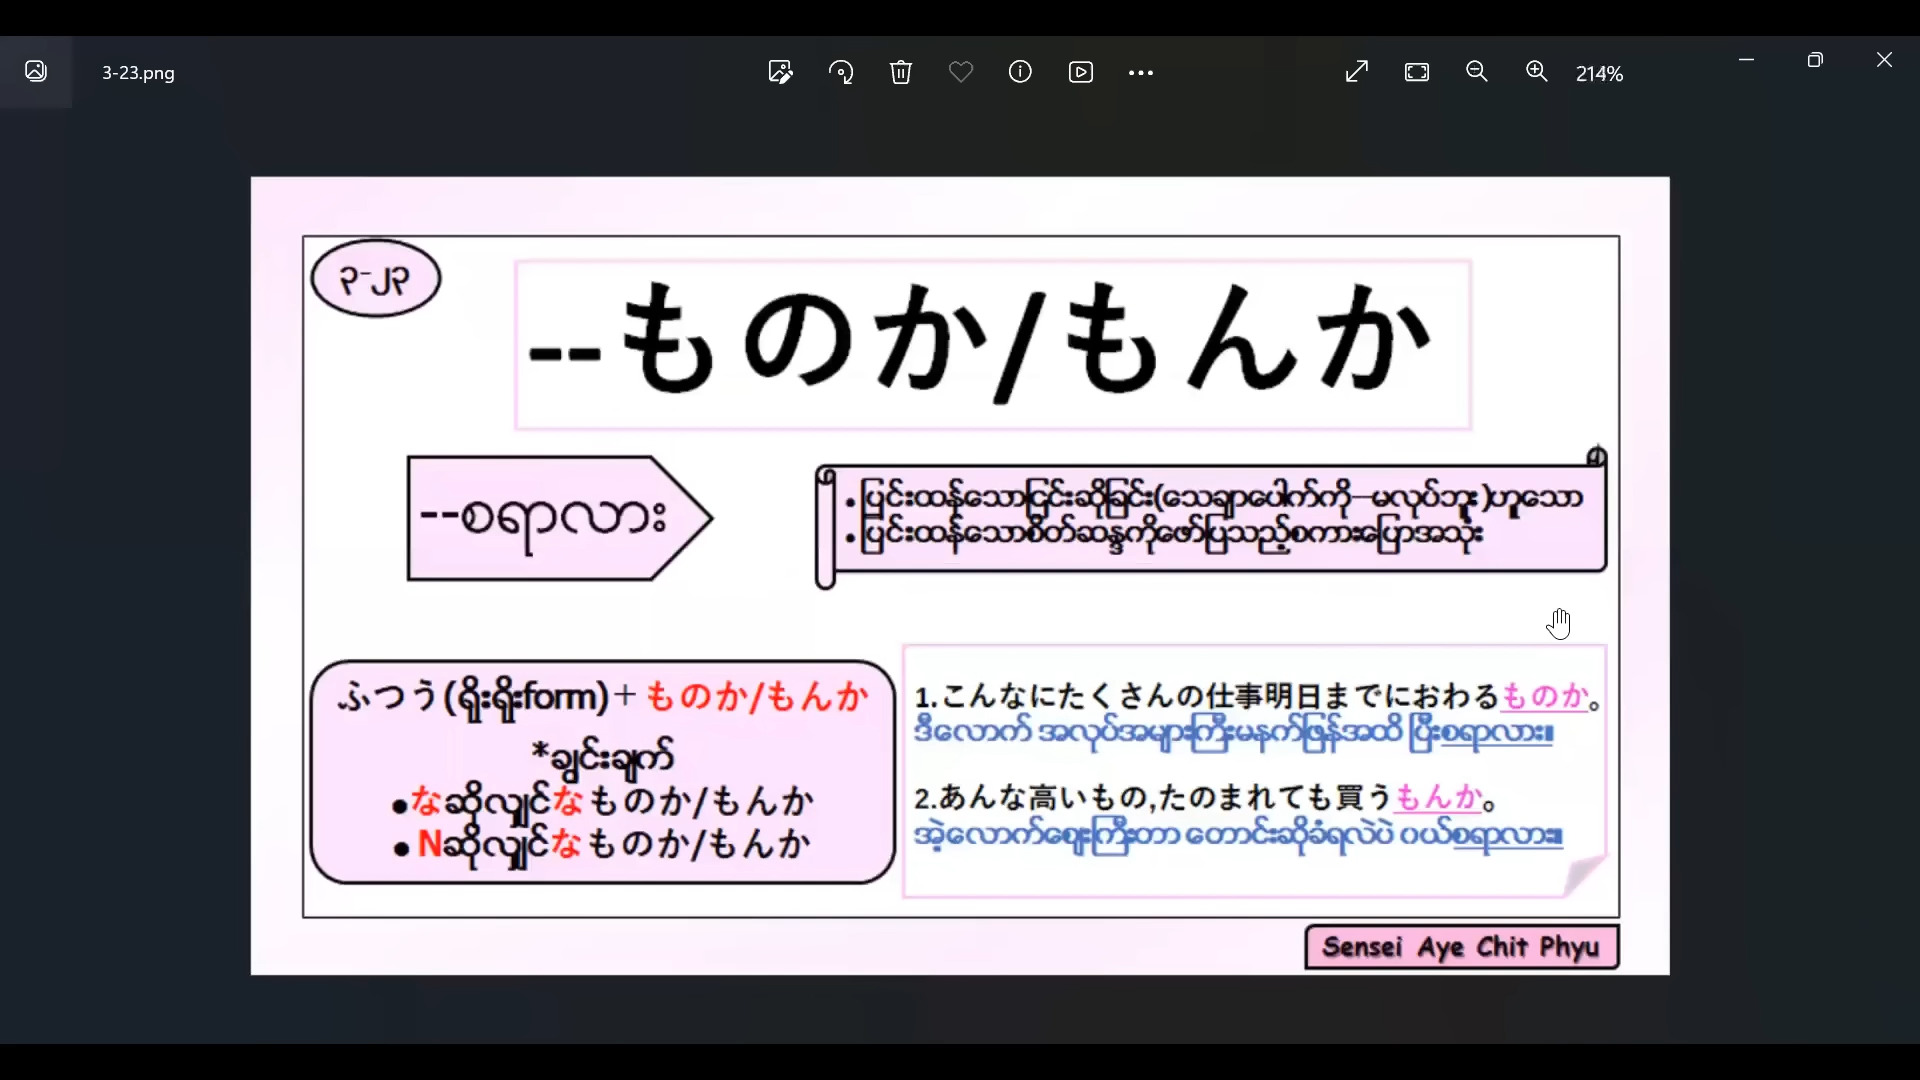 3-23.png
214%
၃-၂၃
--ものか/もんか
--စရာလား
• ပြင်းထန်သောငြင်းဆိုခြင်း(သေချာပေါက်ကို--မလုပ်ဘူး)ဟူသော
• ပြင်းထန်သောစိတ်ဆန္ဒကိုဖော်ပြသည့်စကားပြောအသုံး
ふつう(ရိုးရိုးform)+ものか/もんか
*ချွင်းချက်
●なဆိုလျှင်なものか/もんか
●Nဆိုလျှင်なものか/もんか
1.こんなにたくさんの仕事明日までにおわるものか。
ဒီလောက် အလုပ်အများကြီးမနက်ဖြန်အထိ ပြီးစရာလား။
2.あんな高いもの,たのまれても買うもんか。
အဲ့လောက်ဈေးကြီးတာ တောင်းဆိုခံရလဲပဲ ဝယ်စရာလား။
Sensei Aye Chit Phyu